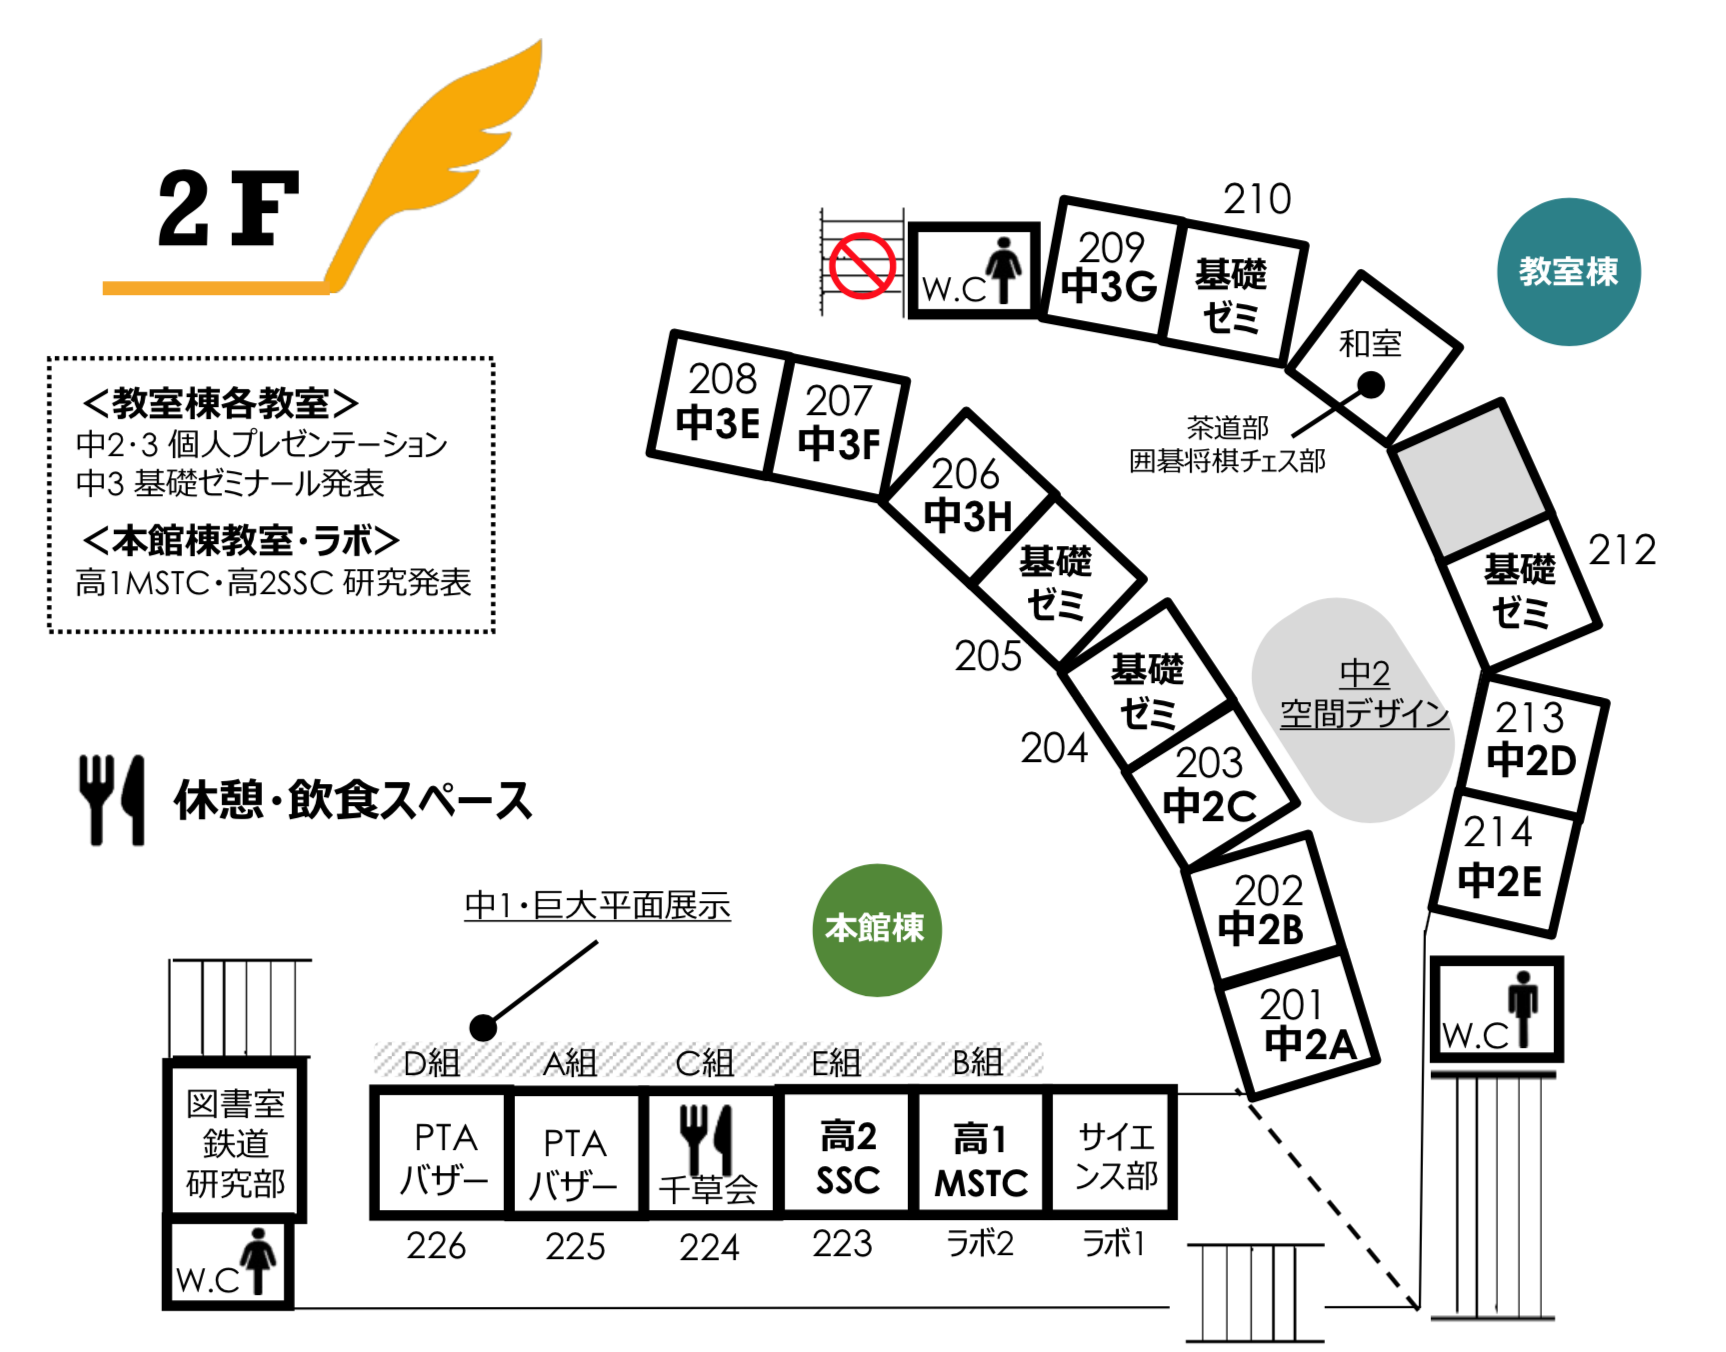 2F
＜教室棟各教室＞
中2・3 個人プレゼンテーション
中3 基礎ゼミナール発表
＜本館棟教室・ラボ＞
高1MSTC・高2SSC 研究発表
休憩・飲食スペース
教室棟
W.C
209
中3G
210
基礎
ゼミ
和室
茶道部
囲碁将棋チェス部
208
中3E
207
中3F
206
中3H
基礎
ゼミ
205
基礎
ゼミ
204
203
中2C
202
中2B
201
中2A
212
基礎
ゼミ
中2
空間デザイン
213
中2D
214
中2E
W.C
本館棟
中1・巨大平面展示
D組
A組
C組
E組
B組
図書室
鉄道
研究部
W.C
PTA
バザー
PTA
バザー
千草会
高2
SSC
高1
MSTC
サイエ
ンス部
226
225
224
223
ラボ2
ラボ1